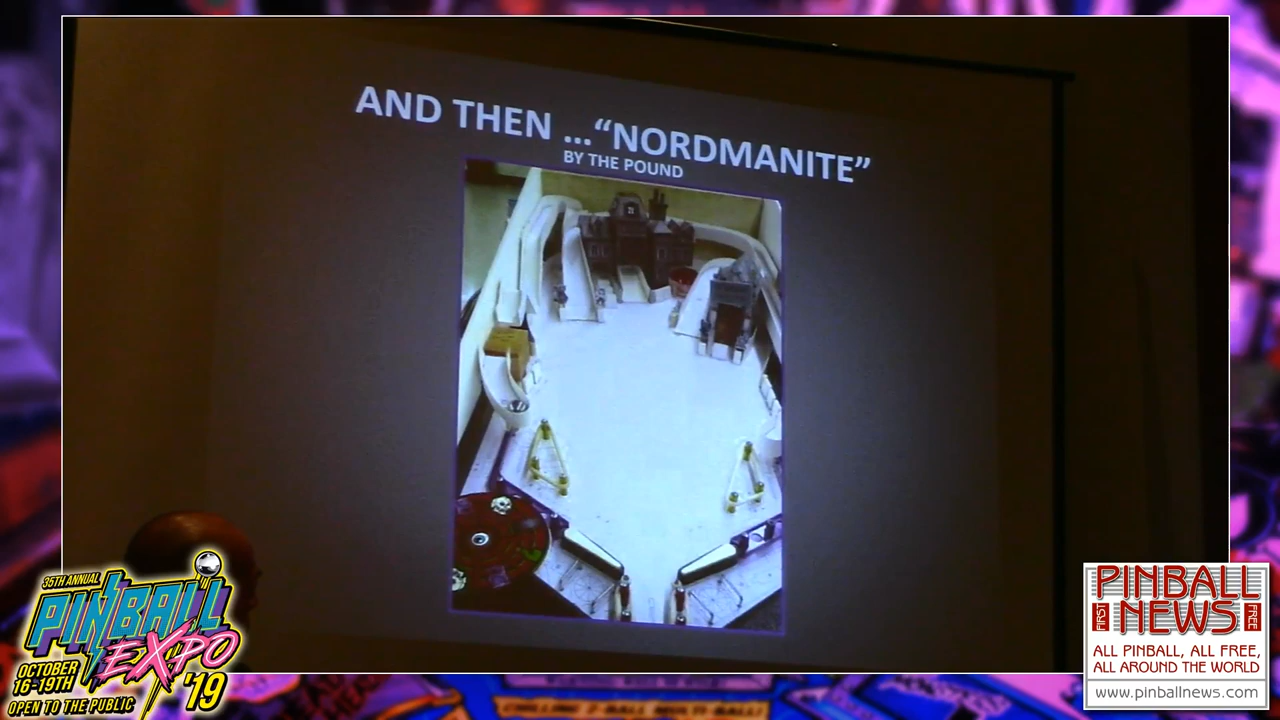 AND THEN ... “NORDMANITE”
BY THE POUND
35TH ANNUAL
PINBALL
EXPO
OCTOBER
16-19TH
'19
OPEN TO THE PUBLIC
PINBALL
FIRST NEWS FREE
ALL PINBALL, ALL FREE,
ALL AROUND THE WORLD
www.pinballnews.com